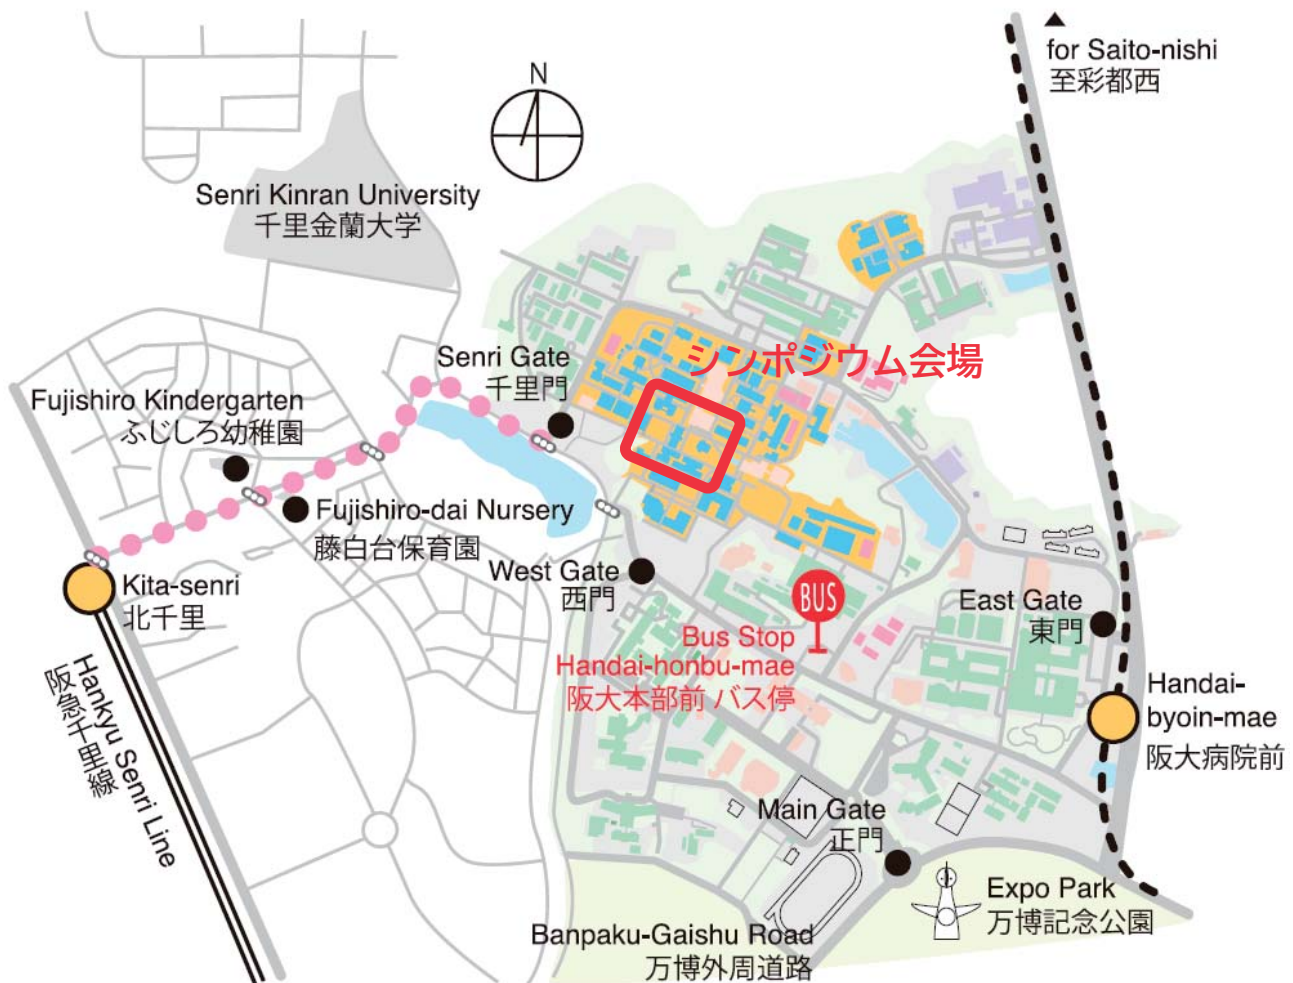 for Saito-nishi
至彩都西
N
Senri Kinran University
千里金蘭大学
シンポジウム会場
Senri Gate
千里門
Fujishiro Kindergarten
ふじしろ幼稚園
Fujishiro-dai Nursery
藤白台保育園
West Gate
西門
Kita-senri
北千里
BUS
Bus Stop
Handai-honbu-mae
阪大本部前 バス停
East Gate
東門
Handai-
byoin-mae
阪大病院前
Hankyu Senri Line
阪急千里線
Main Gate
正門
Expo Park
万博記念公園
Banpaku-Gaishu Road
万博外周道路